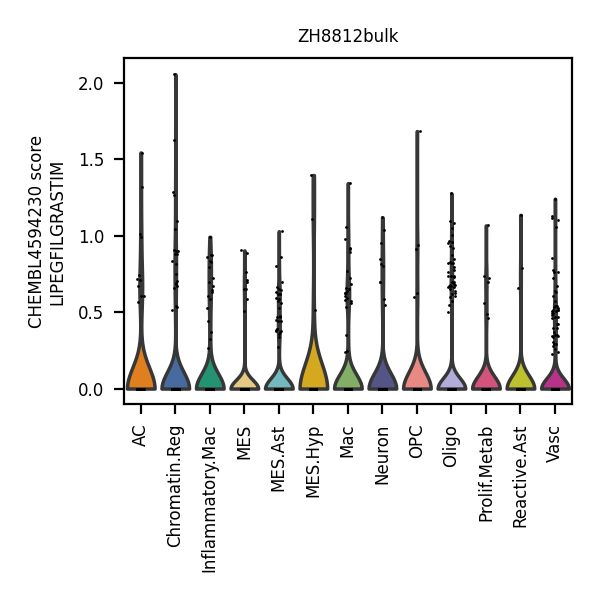 ZH8812bulk
CHEMBL4594230 score
LIPEGFILGRASTIM
2.0
1.5
1.0
0.5
0.0
AC
Chromatin.Reg
Inflammatory.Mac
MES
MES.Ast
MES.Hyp
Mac
Neuron
OPC
Oligo
Prolif.Metab
Reactive.Ast
Vasc